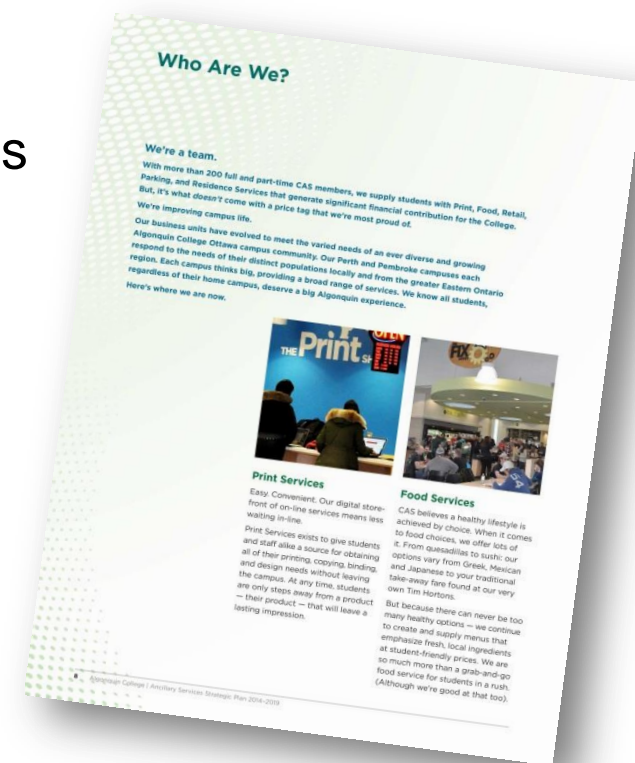 s
Who Are We?
We're a team.
With more than 200 full and part-time CAS members, we supply students with Print, Food, Retail,
Parking, and Residence Services that generate significant financial contribution for the College.
But, it's what doesn't come with a price tag that we're most proud of.
We're improving campus life.
Our business units have evolved to meet the varied needs of an ever diverse and growing
Algonquin College Ottawa campus community. Our Perth and Pembroke campuses each
respond to the needs of their distinct populations locally and from the greater Eastern Ontario
region. Each campus thinks big, providing a broad range of services. We know all students,
regardless of their home campus, deserve a big Algonquin experience.
Here's where we are now.
OPEN
THE Print
FIX
54
Print Services
Easy. Convenient. Our digital store-
front of on-line services means less
waiting in-line.
Print Services exists to give students
and staff alike a source for obtaining
all of their printing, copying, binding,
and design needs without leaving
the campus. At any time, students
are only steps away from a product
— their product — that will leave a
lasting impression.
Food Services
CAS believes a healthy lifestyle is
achieved by choice. When it comes
to food choices, we offer lots of
it. From quesadillas to sushi: our
options vary from Greek, Mexican
and Japanese to your traditional
take-away fare found at our very
own Tim Hortons.
But because there can never be too
many healthy options — we continue
to create and supply menus that
emphasize fresh, local ingredients
at student-friendly prices. We are
so much more than a grab-and-go
food service for students in a rush.
(Although we're good at that too).
8 Algonquin College / Ancillary Services Strategic Plan 2014-2019